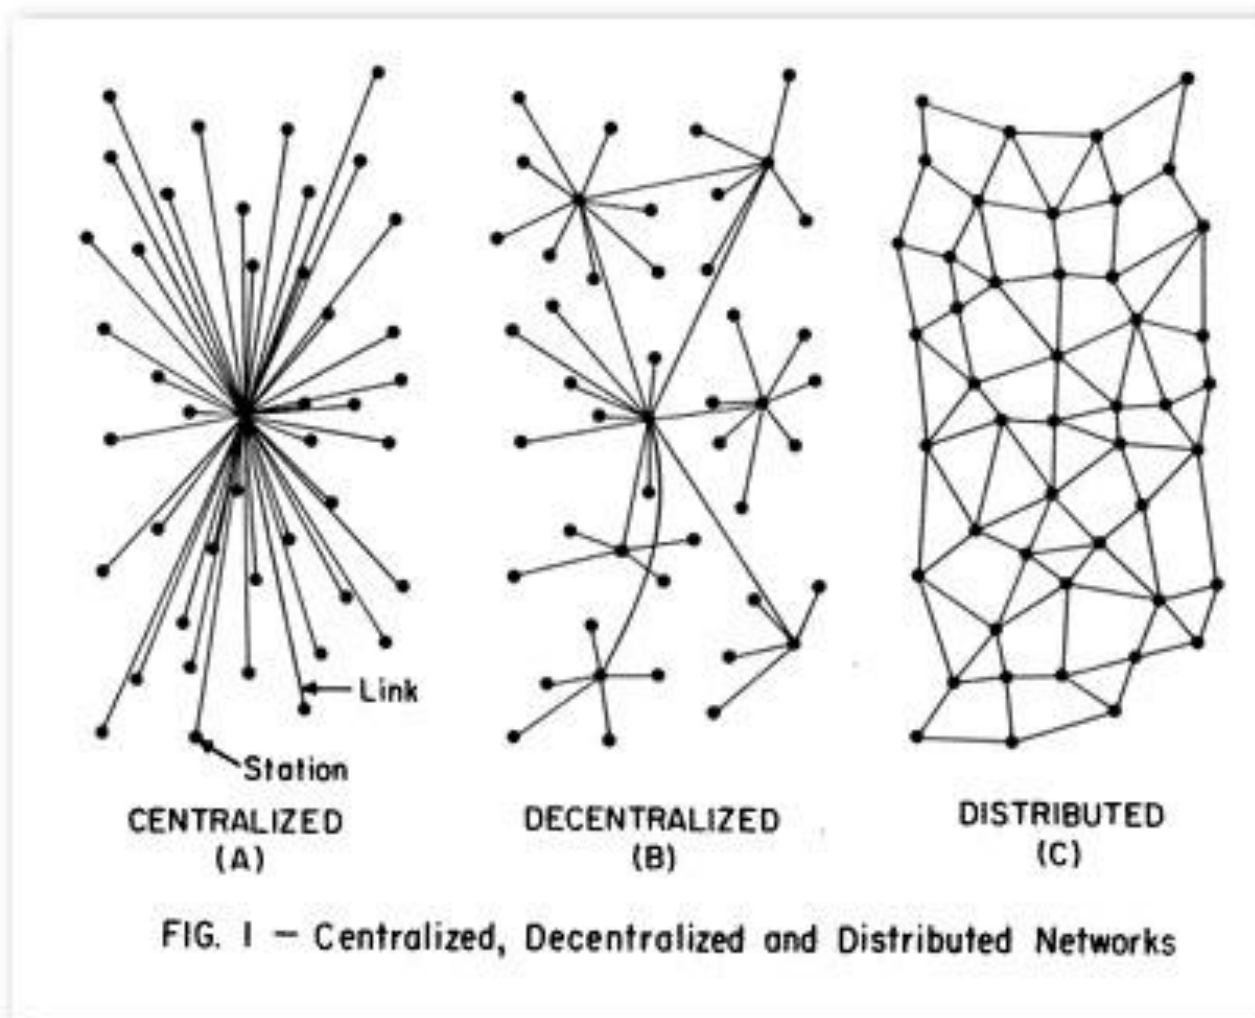 Link
Station
CENTRALIZED
(A)
DECENTRALIZED
(B)
DISTRIBUTED
(C)
FIG. I — Centralized, Decentralized and Distributed Networks